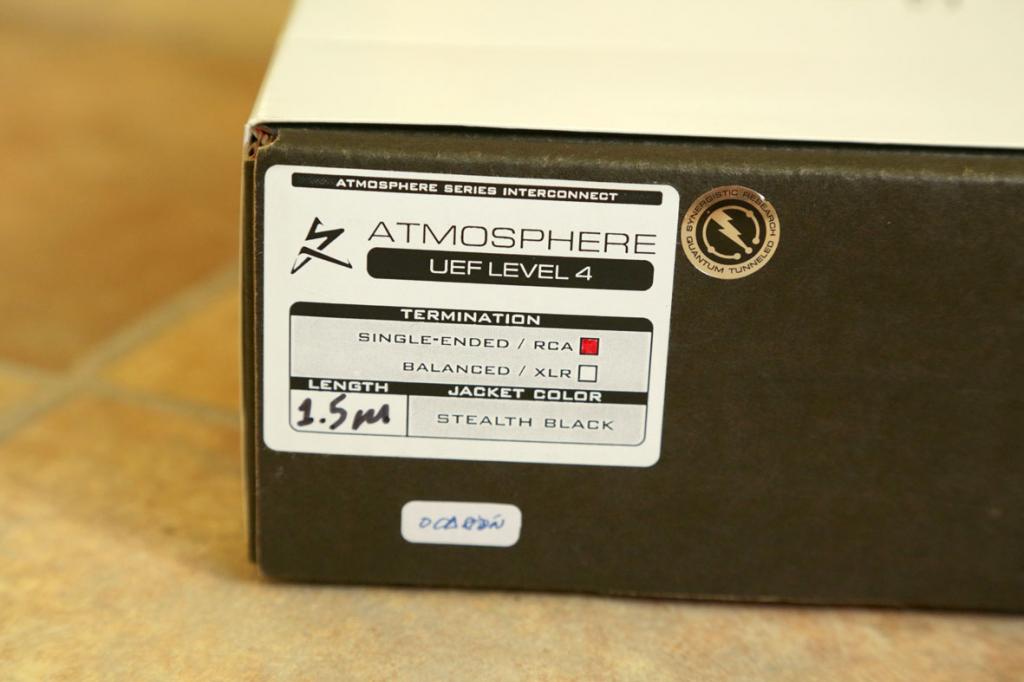 ATMOSPHERE SERIES INTERCONNECT
ATMOSPHERE
UEF LEVEL 4
TERMINATION
SINGLE-ENDED / RCA
BALANCED / XLR
LENGTH
1.5m
JACKET COLOR
STEALTH BLACK
SYNERGISTIC RESEARCH
QUANTUM TUNNELED